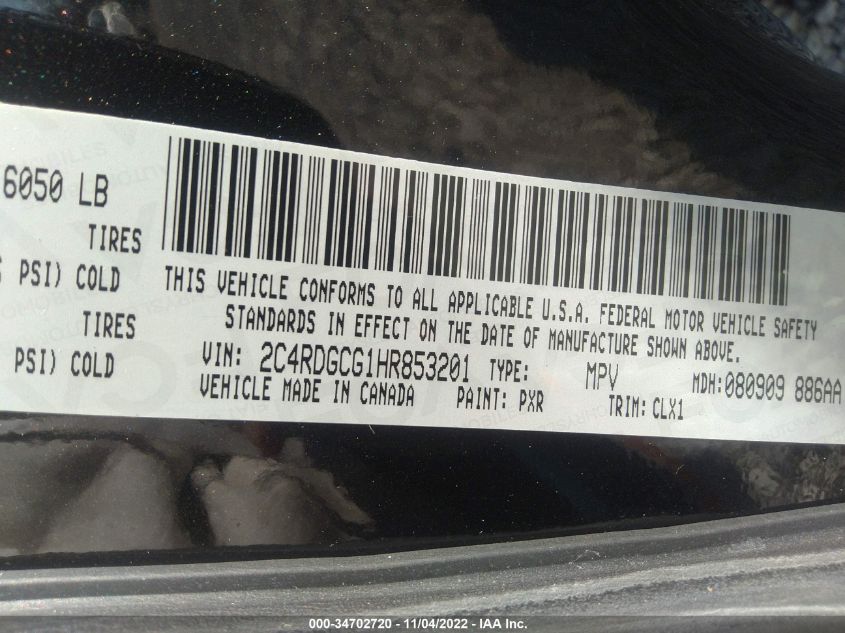 6050 LB
TIRES
PSI) COLD
TIRES
PSI) COLD
THIS VEHICLE CONFORMS TO ALL APPLICABLE U.S.A. FEDERAL MOTOR VEHICLE SAFETY
STANDARDS IN EFFECT ON THE DATE OF MANUFACTURE SHOWN ABOVE.
VIN: 2C4RDGCG1HR853201 TYPE: MPV MDH:080909 886AA
VEHICLE MADE IN CANADA PAINT: PXR TRIM: CLX1
000-34702720 - 11/04/2022 - IAA Inc.